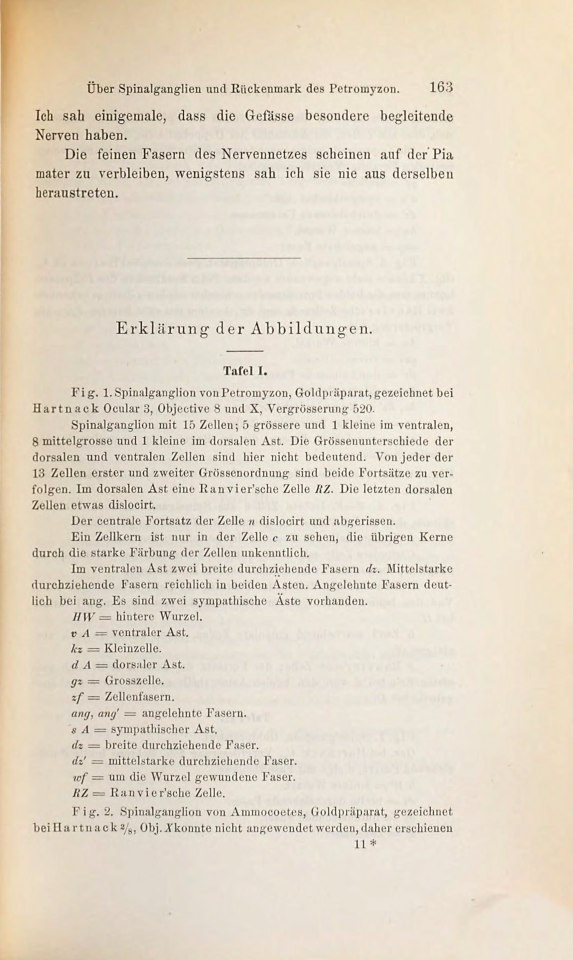 Über Spinalganglien und Rückenmark des Petromyzon. 163
Ich sah einigemale, dass die Gefässe besondere begleitende
Nerven haben.
Die feinen Fasern des Nervennetzes scheinen auf der Pia
mater zu verbleiben, wenigstens sah ich sie nie aus derselben
heraustreten.
Erklärung der Abbildungen.
Tafel I.
Fig. 1. Spinalganglion von Petromyzon, Goldpräparat, gezeichnet bei
Hartnack Ocular 3, Objective 8 und X, Vergrösserung 520.
Spinalganglion mit 15 Zellen; 5 grössere und 1 kleine im ventralen,
8 mittelgrosse und 1 kleine im dorsalen Ast. Die Grössenunterschiede der
dorsalen und ventralen Zellen sind hier nicht bedeutend. Von jeder der
13 Zellen erster und zweiter Grössenordnung sind beide Fortsätze zu ver-
folgen. Im dorsalen Ast eine Ranvier'sche Zelle RZ. Die letzten dorsalen
Zellen etwas dislocirt.
Der centrale Fortsatz der Zelle n dislocirt und abgerissen.
Ein Zellkern ist nur in der Zelle c zu sehen, die übrigen Kerne
durch die starke Färbung der Zellen unkenntlich.
Im ventralen Ast zwei breite durchziehende Fasern dz. Mittelstarke
durchziehende Fasern reichlich in beiden Ästen. Angelehnte Fasern deut-
lich bei ang. Es sind zwei sympathische Äste vorhanden.
HW = hintere Wurzel.
v A = ventraler Ast.
kz = Kleinzelle.
d A = dorsaler Ast.
gz = Grosszelle.
zf = Zellenfasern.
ang, ang' = angelehnte Fasern.
s A = sympathischer Ast.
dz = breite durchziehende Faser.
dz' = mittelstarke durchziehende Faser.
wf = um die Wurzel gewundene Faser.
RZ = Ranvier'sche Zelle.
Fig. 2. Spinalganglion von Ammocoetes, Goldpräparat, gezeichnet
bei Hartnack 2/8, Obj. X konnte nicht angewendet werden, daher erschienen
11 *